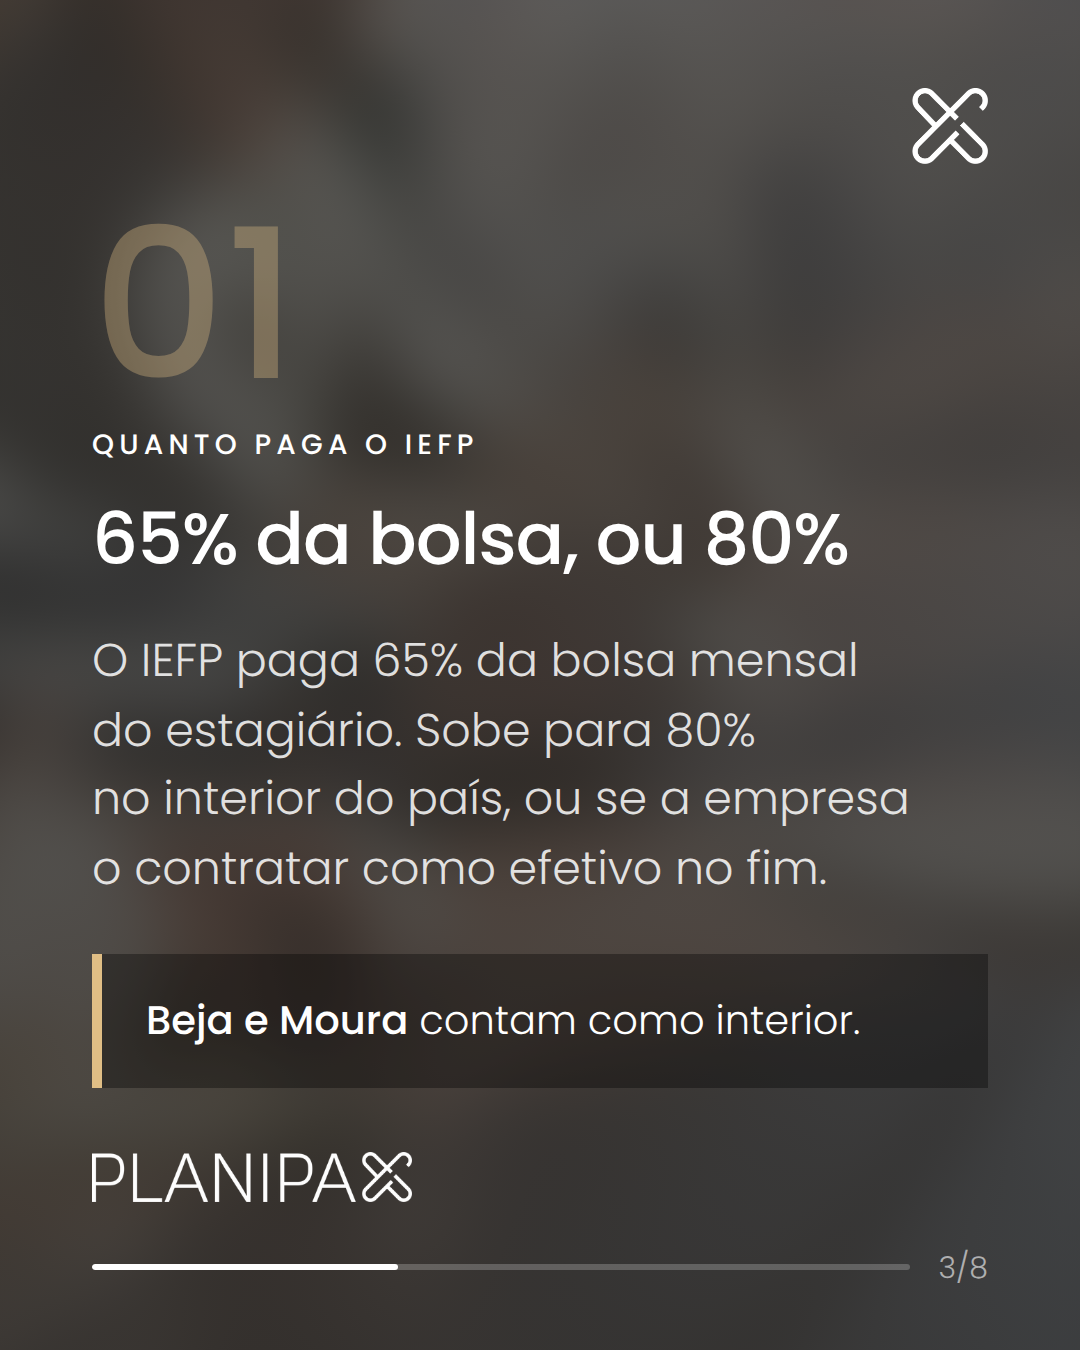 01
QUANTO PAGA O IEFP
65% da bolsa, ou 80%
O IEFP paga 65% da bolsa mensal
do estagiário. Sobe para 80%
no interior do país, ou se a empresa
o contratar como efetivo no fim.
Beja e Moura contam como interior.
PLANIPAX
3/8